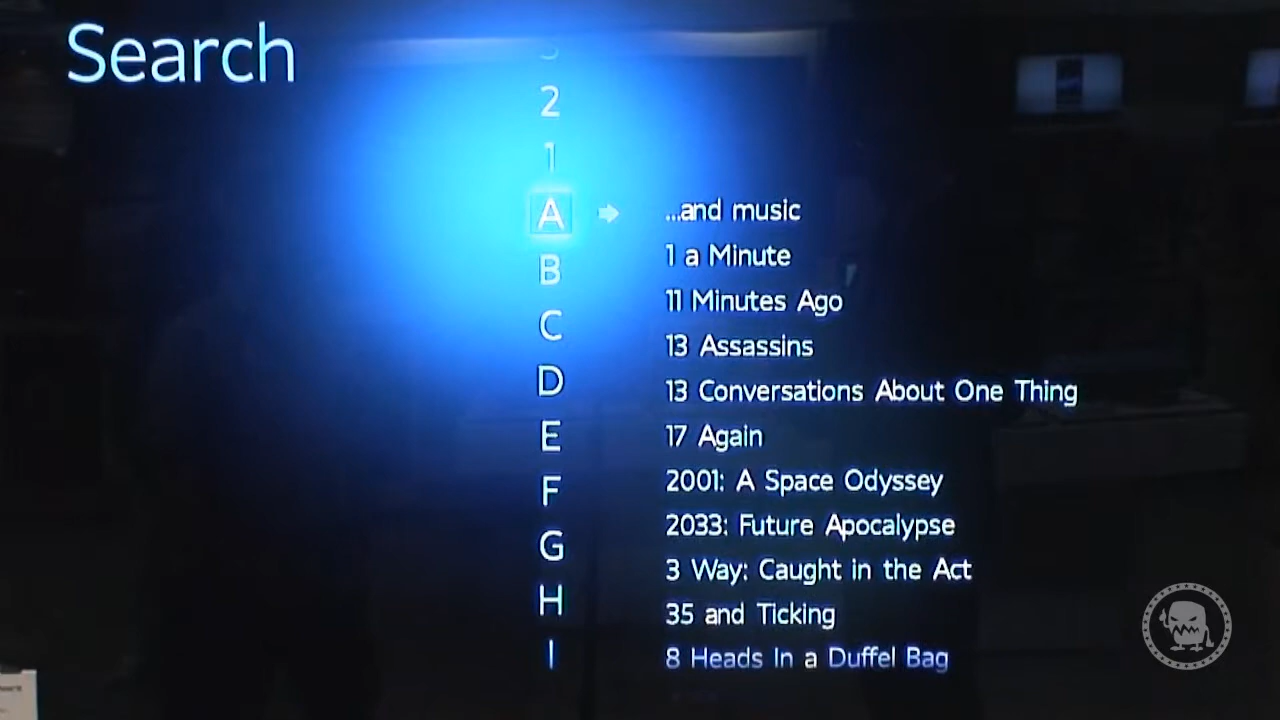 Search
2
1
A
B
C
D
E
F
G
H
I
...and music
1 a Minute
11 Minutes Ago
13 Assassins
13 Conversations About One Thing
17 Again
2001: A Space Odyssey
2033: Future Apocalypse
3 Way: Caught in the Act
35 and Ticking
8 Heads In a Duffel Bag